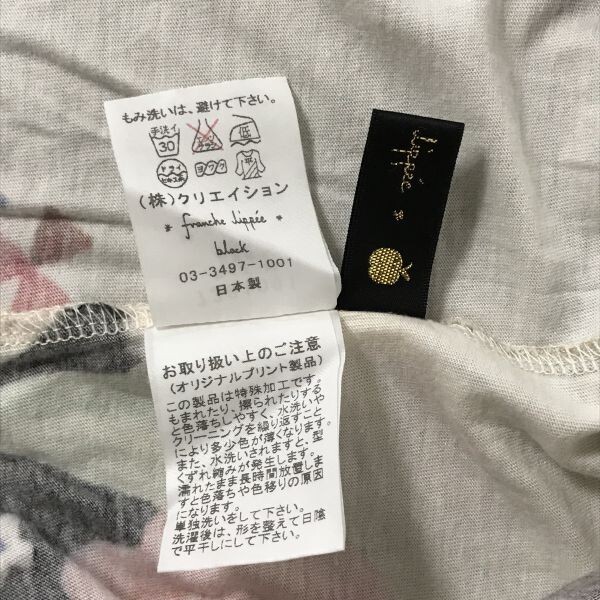 もみ洗いは、避けて下さい。
手洗イ
30
低
ヨワク
平
(株)クリエイション
* franche lippée *
black
03-3497-1001
日本製
lippée *
お取り扱い上のご注意
(オリジナルプリント製品)
この製品は特殊加工です。
もまれたり、擦られたりする
と色落ちしやすく、水洗いや
クリーニングを繰り返すこと
により多少色が薄くなります。
また、水洗いされますと、型
くずれ縮みが発生します。
濡れたまま長時間放置しま
すと色落ちや色移りの原因
になります。
単独洗いをして下さい。
洗濯後は、形を整えて日陰
で平干しにして下さい。